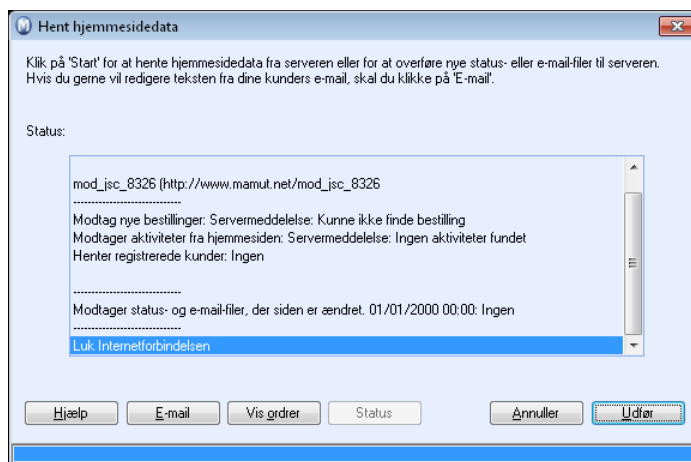 Hent hjemmesidedata
Klik på 'Start' for at hente hjemmesidedata fra serveren eller for at overføre nye status- eller e-mail-filer til serveren.
Hvis du gerne vil redigere teksten fra dine kunders e-mail, skal du klikke på 'E-mail'.
Status:
mod_jsc_8326 (http://www.mamut.net/mod_jsc_8326
------------------------------
Modtag nye bestillinger: Servermeddelelse: Kunne ikke finde bestilling
Modtager aktiviteter fra hjemmesiden: Servermeddelelse: Ingen aktiviteter fundet
Henter registrerede kunder: Ingen
------------------------------
Modtager status- og e-mail-filer, der siden er ændret. 01/01/2000 00:00: Ingen
------------------------------
Luk Internetforbindelsen
Hjælp E-mail Vis ordrer Status Annuller Udfør